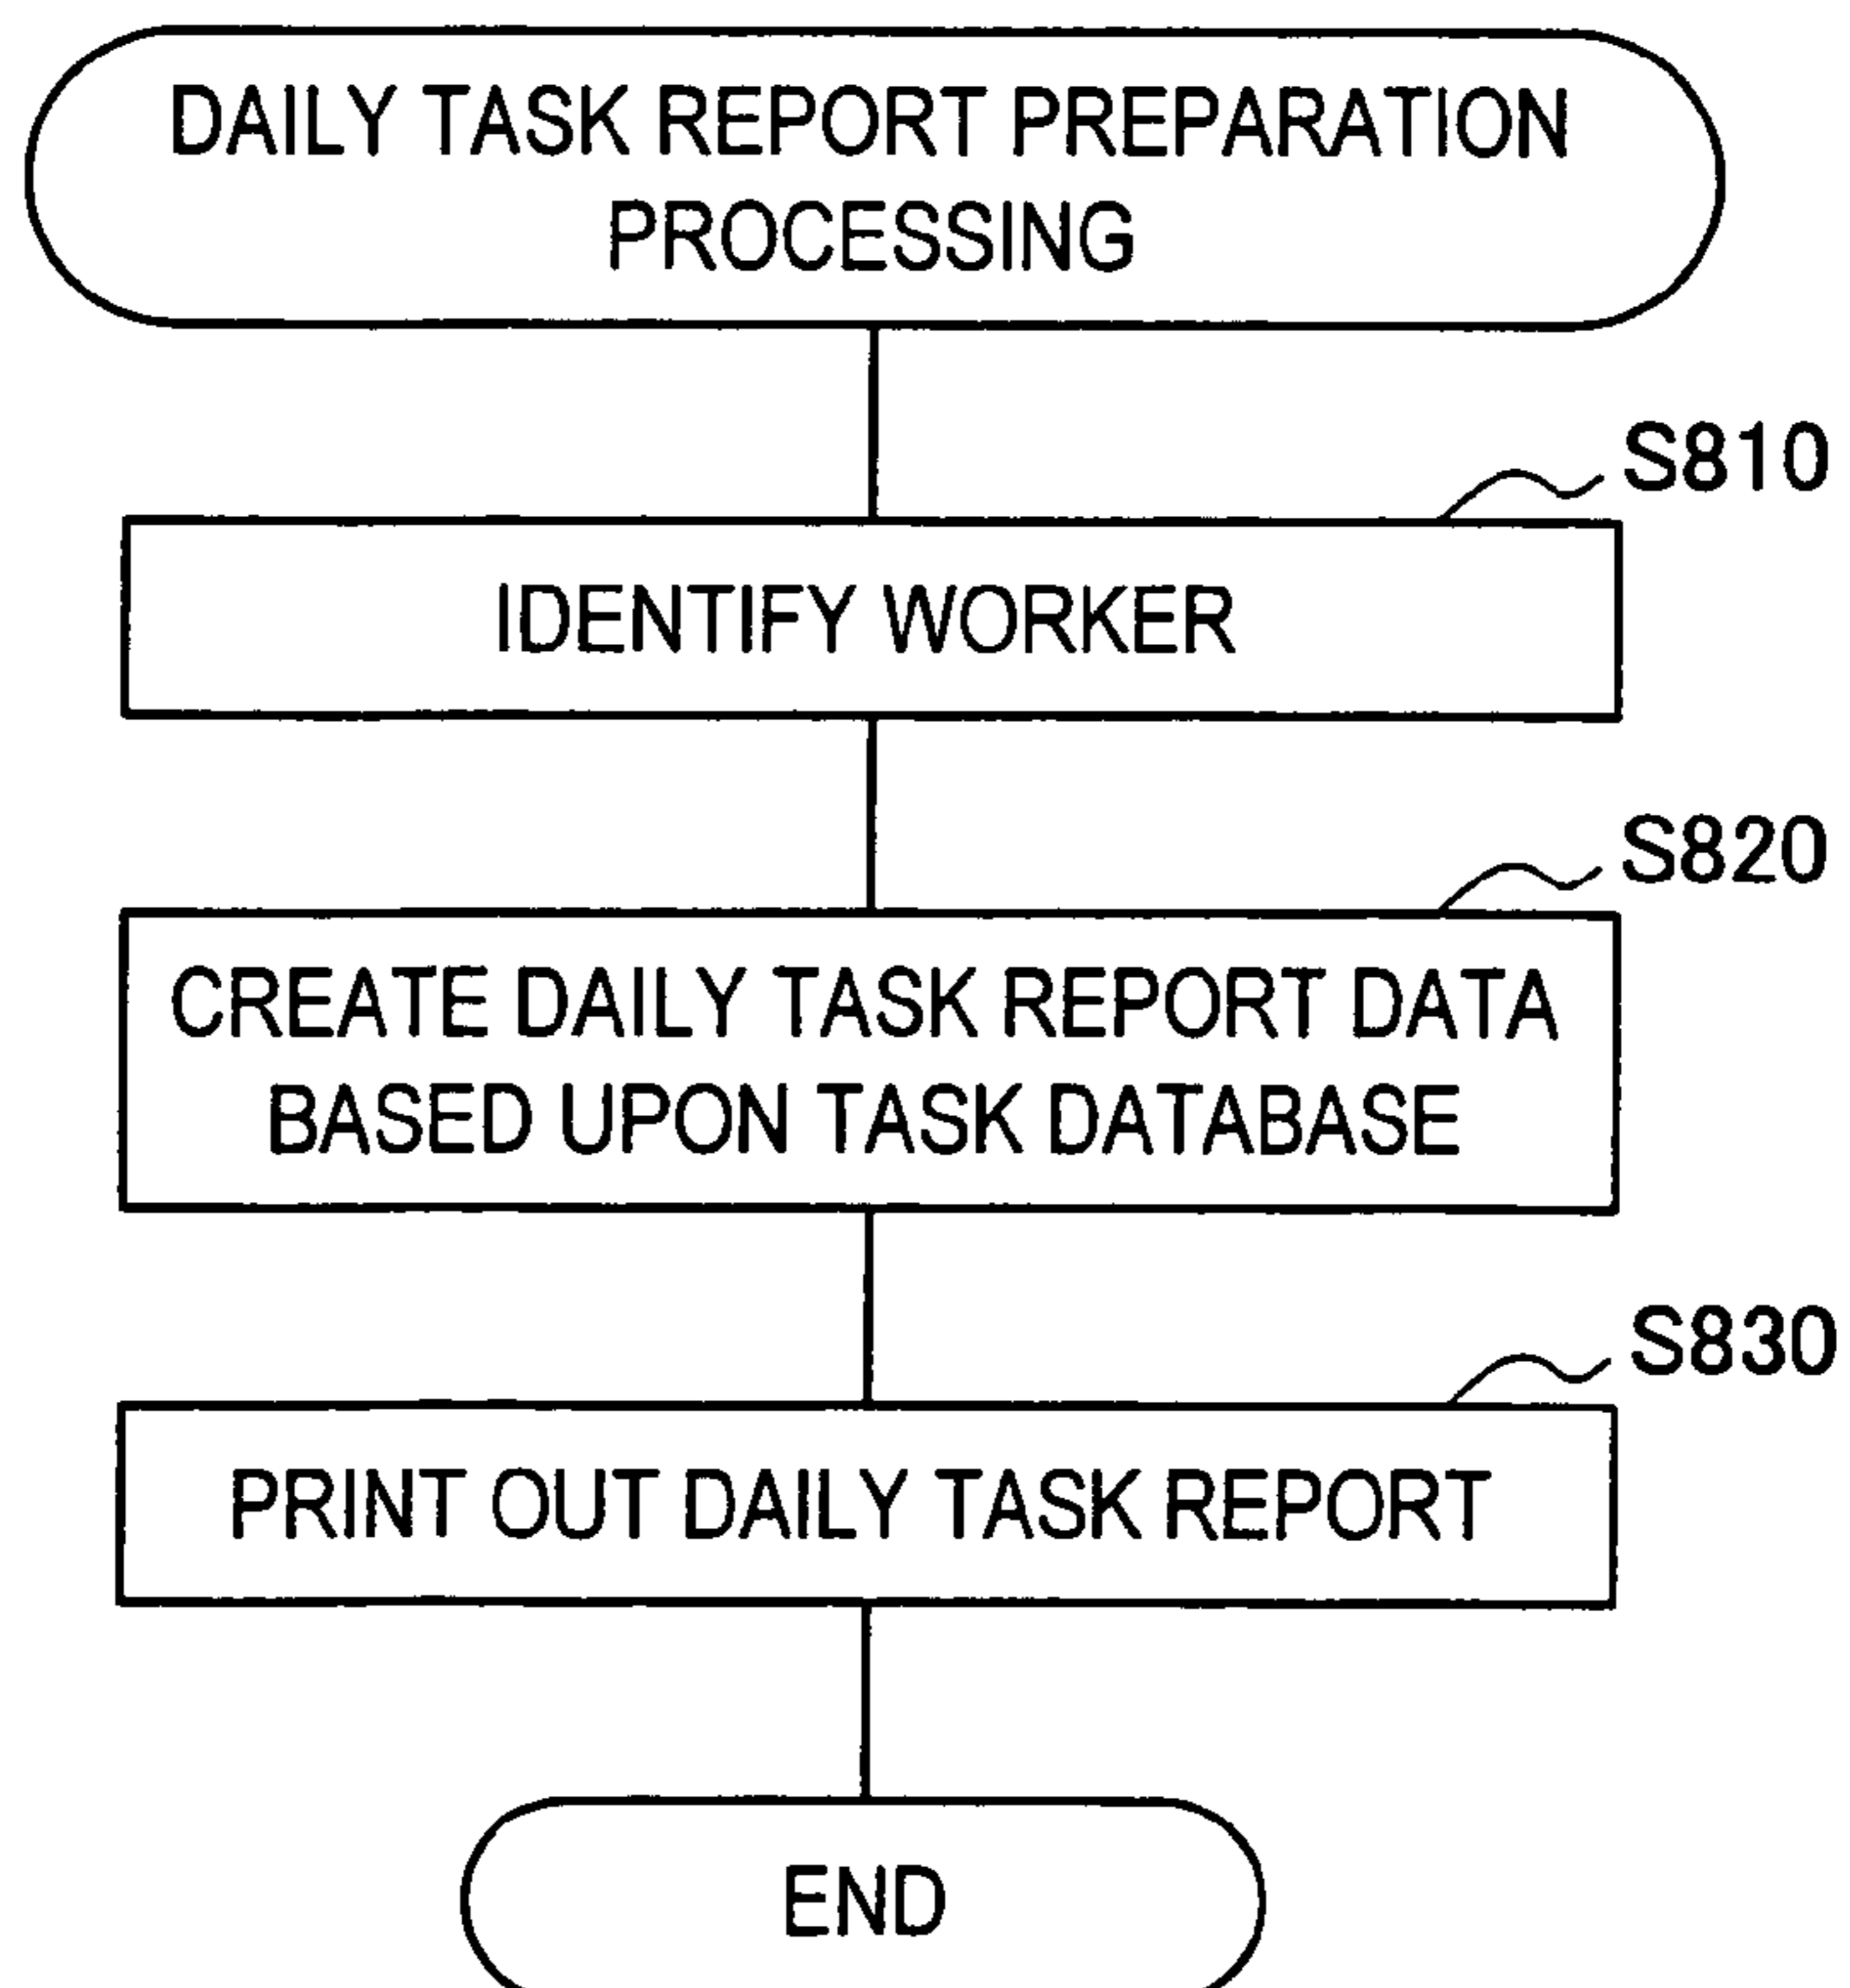 DAILY TASK REPORT PREPARATION
PROCESSING
S810
IDENTIFY WORKER
S820
CREATE DAILY TASK REPORT DATA
BASED UPON TASK DATABASE
S830
PRINT OUT DAILY TASK REPORT
END